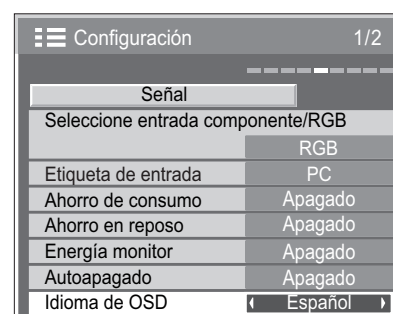 Configuración 1/2
Señal
Seleccione entrada componente/RGB
RGB
Etiqueta de entrada PC
Ahorro de consumo Apagado
Ahorro en reposo Apagado
Energía monitor Apagado
Autoapagado Apagado
Idioma de OSD Español